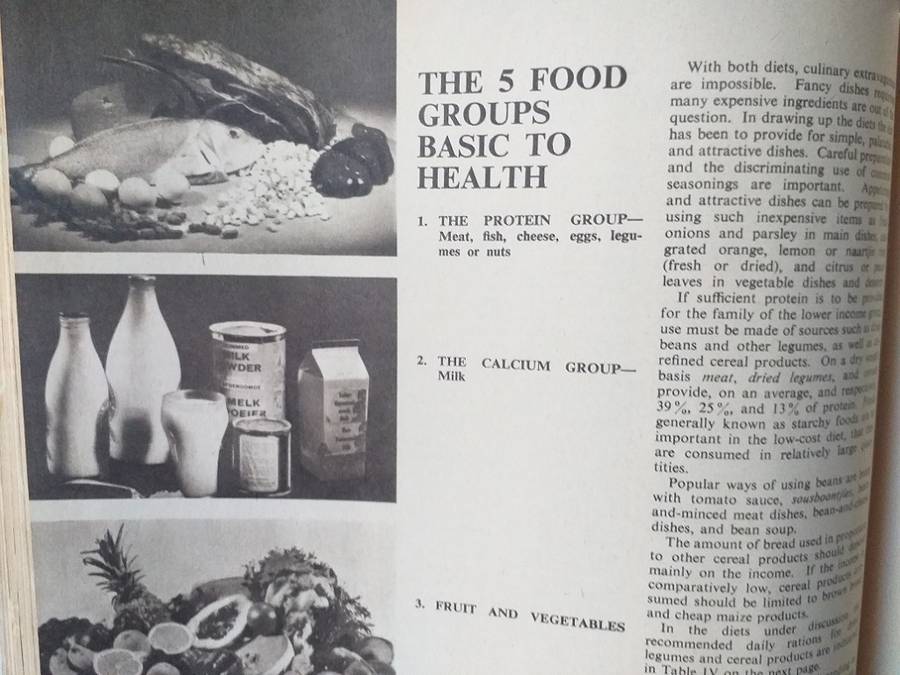 THE 5 FOOD
GROUPS
BASIC TO
HEALTH
1. THE PROTEIN GROUP—
Meat, fish, cheese, eggs, legu-
mes or nuts
MILK
MELK
2. THE CALCIUM GROUP—
Milk
3. FRUIT AND VEGETABLES
With both diets, culinary
are impossible. Fancy dishes
many expensive ingredients are out
question. In drawing up the diets
has been to provide for simple,
and attractive dishes. Careful
and the discriminating use of
seasonings are important.
and attractive dishes can be
using such inexpensive items as
onions and parsley in main dishes,
grated orange, lemon or naartjie
(fresh or dried), and citrus or
leaves in vegetable dishes and
If sufficient protein is to be
for the family of the lower income
use must be made of sources such as
beans and other legumes, as well as
refined cereal products. On a dry
basis meat, dried legumes, and
provide, on an average, and
39%, 25%, and 13% of protein.
generally known as starchy foods
important in the low-cost diet,
are consumed in relatively large
tities.
Popular ways of using beans are
with tomato sauce, sousboontjies,
and-minced meat dishes,
dishes, and bean soup.
The amount of bread used in
to other cereal products should
mainly on the income. If the income
comparatively low, cereal products
sumed should be limited to brown
and cheap maize products.
In the diets under discussion
recommended daily rations for
legumes and cereal products are
in Table IV on the next page.